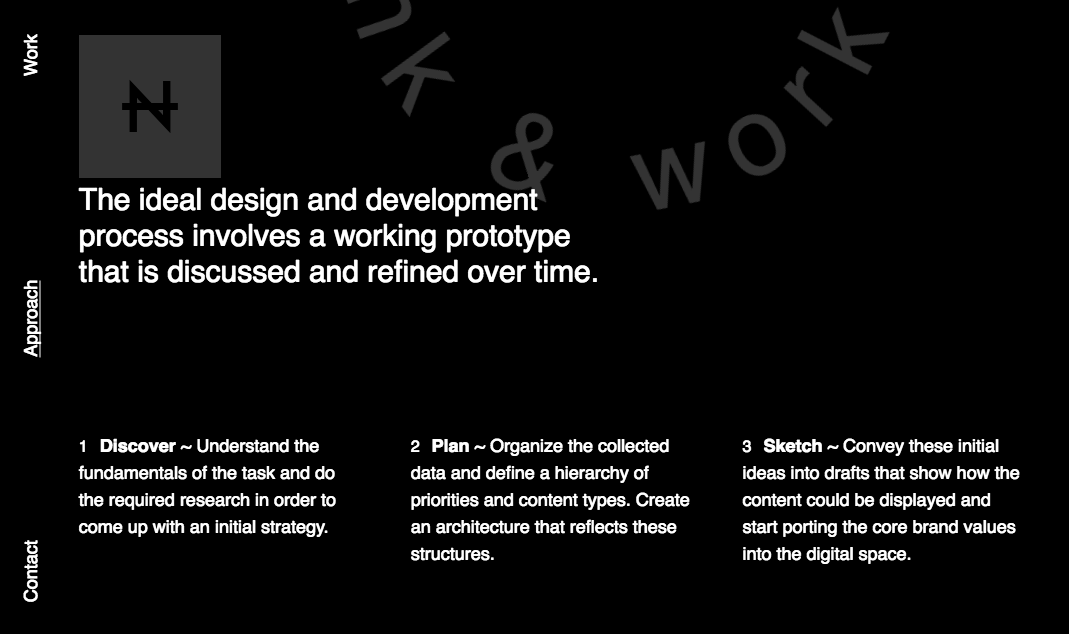 Work
Approach
Contact
nk & work
The ideal design and development
process involves a working prototype
that is discussed and refined over time.
1 Discover ~ Understand the
fundamentals of the task and do
the required research in order to
come up with an initial strategy.
2 Plan ~ Organize the collected
data and define a hierarchy of
priorities and content types. Create
an architecture that reflects these
structures.
3 Sketch ~ Convey these initial
ideas into drafts that show how the
content could be displayed and
start porting the core brand values
into the digital space.